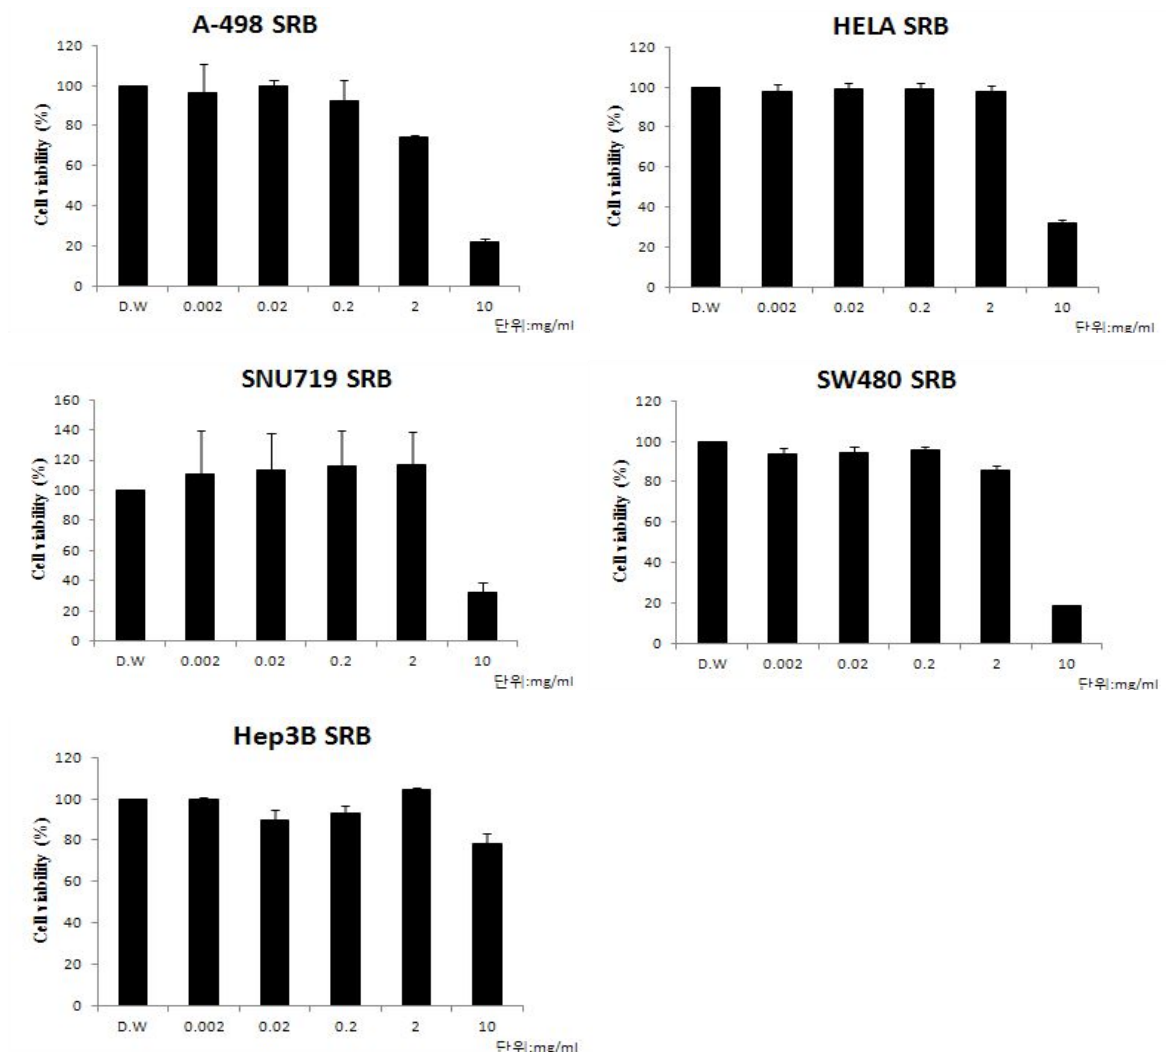 A-498 SRB
Cell viability (%)
120
100
80
60
40
20
0
D.W 0.002 0.02 0.2 2 10
단위:mg/ml
HELA SRB
Cell viability (%)
120
100
80
60
40
20
0
D.W 0.002 0.02 0.2 2 10
단위:mg/ml
SNU719 SRB
Cell viability (%)
160
140
120
100
80
60
40
20
0
D.W 0.002 0.02 0.2 2 10
단위:mg/ml
SW480 SRB
Cell viability (%)
120
100
80
60
40
20
0
D.W 0.002 0.02 0.2 2 10
단위:mg/ml
Hep3B SRB
Cell viability (%)
120
100
80
60
40
20
0
D.W 0.002 0.02 0.2 2 10
단위:mg/ml